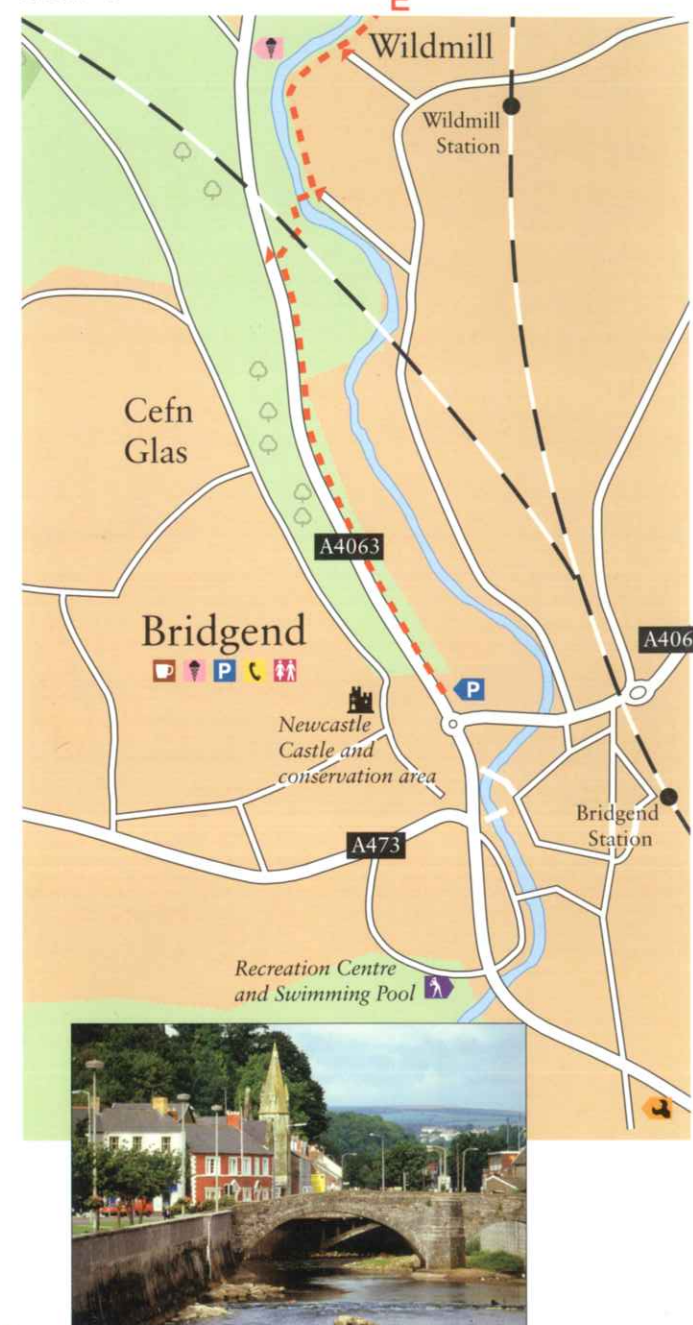 E
Wildmill
Wildmill
Station
Cefn
Glas
A4063
Bridgend
P
A406
P
Newcastle
Castle and
conservation area
Bridgend
Station
A473
Recreation Centre
and Swimming Pool